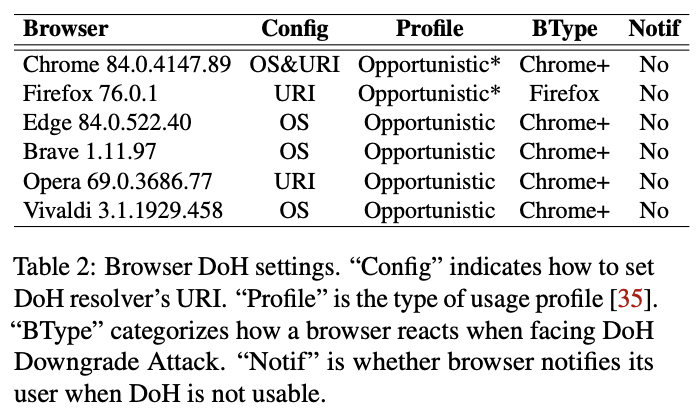 Browser Config Profile BType Notif
Chrome 84.0.4147.89 OS&URI Opportunistic* Chrome+ No
Firefox 76.0.1 URI Opportunistic* Firefox No
Edge 84.0.522.40 OS Opportunistic Chrome+ No
Brave 1.11.97 OS Opportunistic Chrome+ No
Opera 69.0.3686.77 URI Opportunistic Chrome+ No
Vivaldi 3.1.1929.458 OS Opportunistic Chrome+ No
Table 2: Browser DoH settings. “Config” indicates how to set
DoH resolver’s URI. “Profile” is the type of usage profile [35].
“BType” categorizes how a browser reacts when facing DoH
Downgrade Attack. “Notif” is whether browser notifies its
user when DoH is not usable.